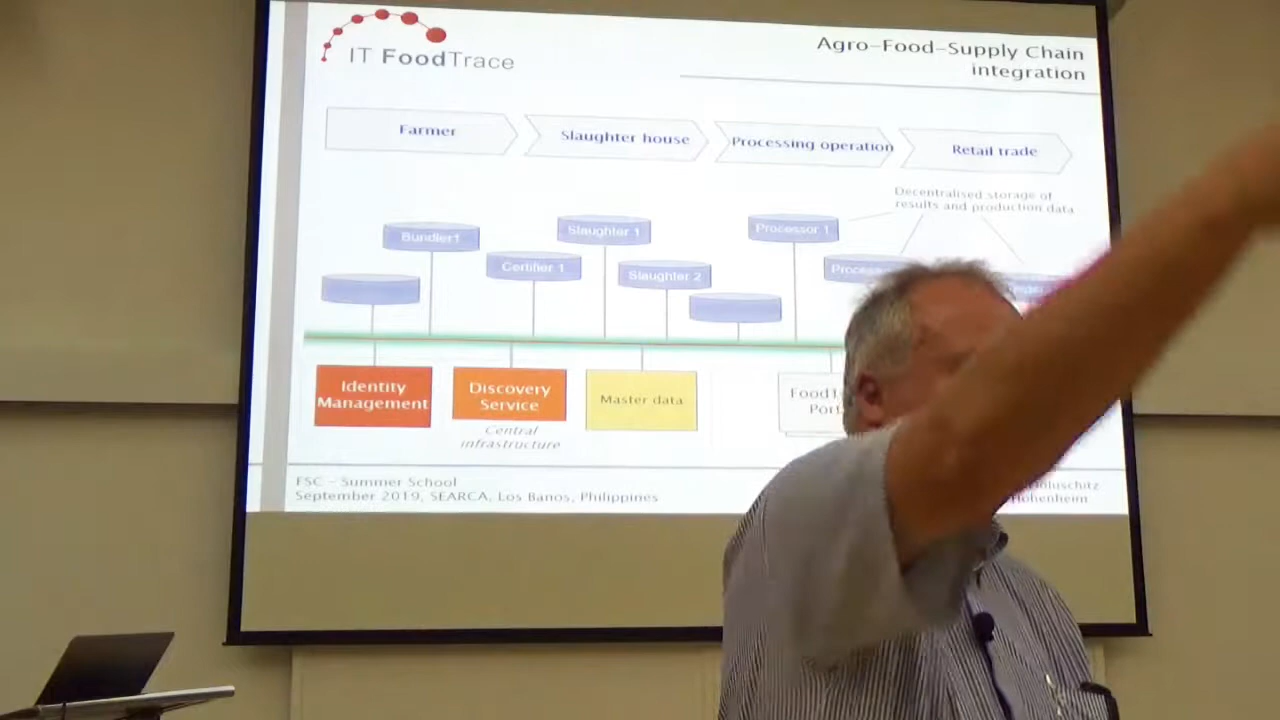 IT FoodTrace
Agro-Food-Supply Chain
integration
Farmer
Slaughter house
Processing operation
Retail trade
Decentralised storage of
results and production data
Bundler1
Slaughter 1
Processor 1
Certifier 1
Slaughter 2
Identity
Management
Discovery
Service
Master data
Central
infrastructure
FSC - Summer School
September 2019, SEARCA, Los Banos, Philippines
Hohenheim